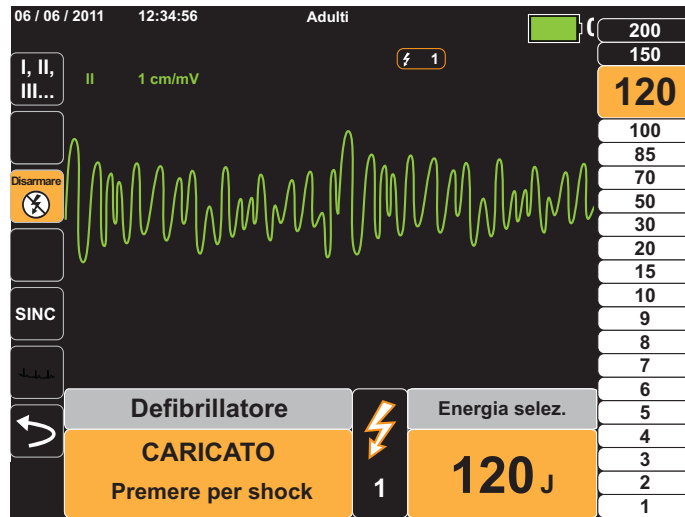 06 / 06 / 2011 12:34:56 Adulti
I, II,
III...
II 1 cm/mV
1
Disarmare
SINC
200
150
120
100
85
70
50
30
20
15
10
9
8
7
6
5
4
3
2
1
Defibrillatore
CARICATO
Premere per shock
1
Energia selez.
120 J